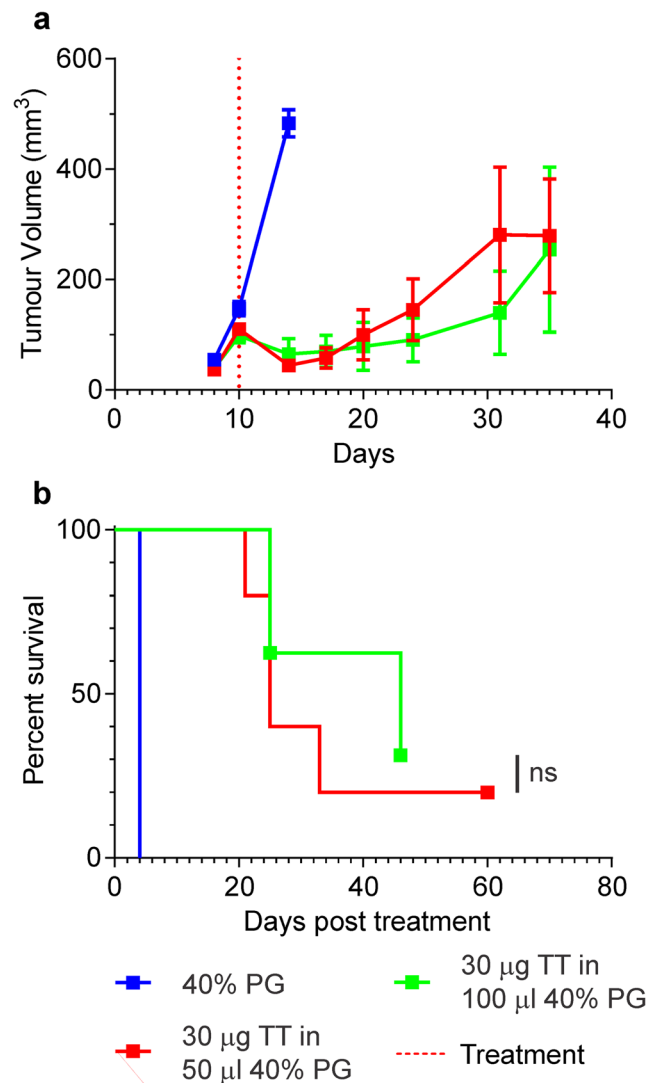 a
600
400
200
0
Tumour Volume (mm³)
0 10 20 30 40
Days
b
100
50
0
Percent survival
0 20 40 60 80
Days post treatment
ns
40% PG
30 µg TT in
100 µl 40% PG
30 µg TT in
50 µl 40% PG
Treatment